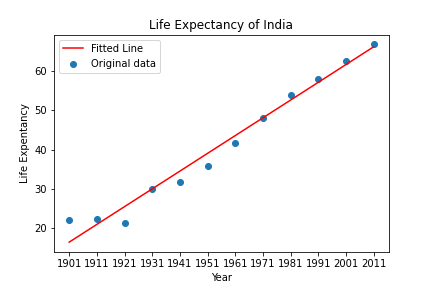 Life Expectancy of India
Fitted Line
Original data
Life Expentancy
60
50
40
30
20
1901 1911 1921 1931 1941 1951 1961 1971 1981 1991 2001 2011
Year